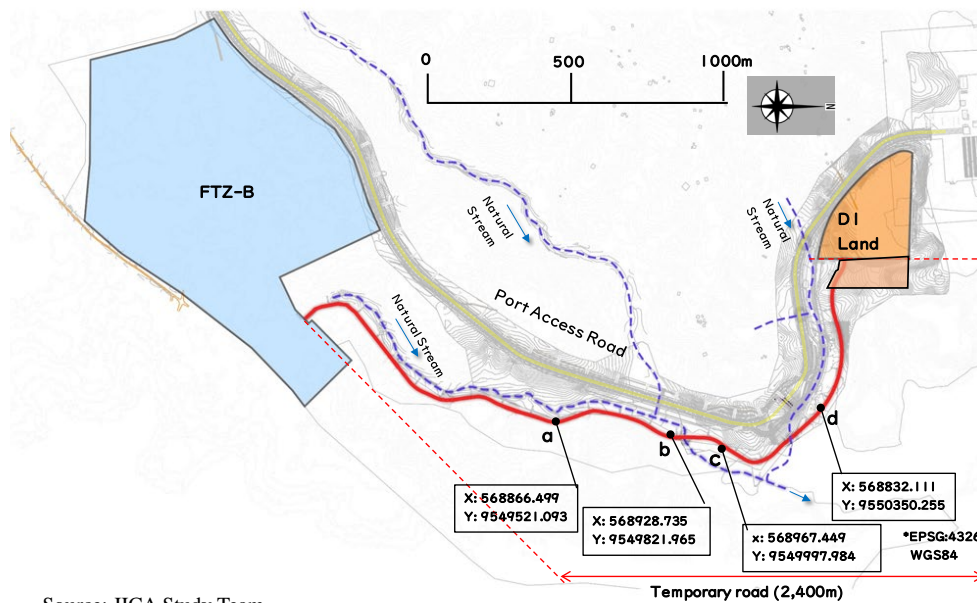 0
500
1000m
N
FTZ-B
Natural
Stream
Natural
Stream
D1
Land
Natural Stream
Port Access Road
a
b
c
d
X: 568866.499
Y: 9549521.093
X: 568928.735
Y: 9549821.965
x: 568967.449
Y: 9549997.984
X: 568832.111
Y: 9550350.255
*EPSG:4326
WGS84
Temporary road (2,400m)
Source: JICA Study Team